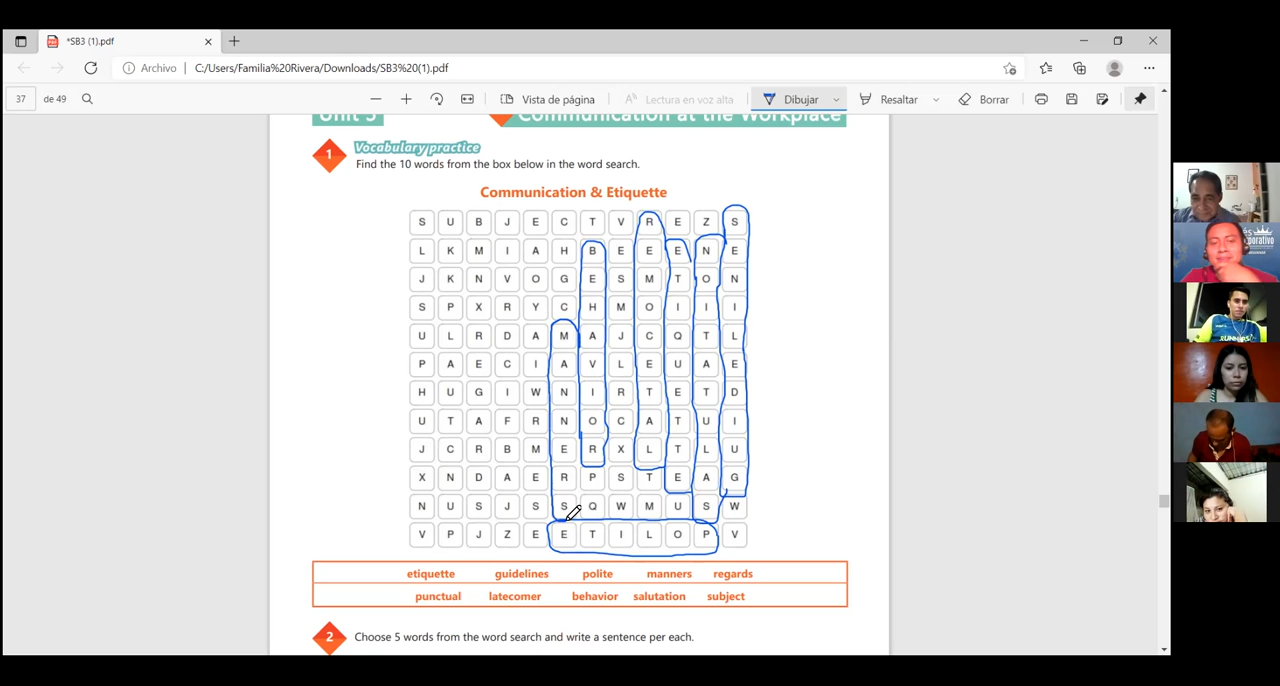 *SB3 (1).pdf
Archivo C:/Users/Familia%20Rivera/Downloads/SB3%20(1).pdf
37 de 49 Vista de página Lectura en voz alta Dibujar Resaltar Borrar
Unit 3 Communication at the Workplace
1 Vocabulary practice
Find the 10 words from the box below in the word search.
Communication & Etiquette
S U B J E C T V R E Z S
L K M I A H B E E E N E
J K N V O G E S M T O N
S P X R Y C H M O I I I
U L R D A M A J C Q T L
P A E C I A V L E U A E
H U G I W N I R T E T D
U T A F R N O C A T U I
J C R B M E R X L T L U
X N D A E R P S T E A G
N U S J S S Q W M U S W
V P J Z E E T I L O P V
etiquette guidelines polite manners regards
punctual latecomer behavior salutation subject
2 Choose 5 words from the word search and write a sentence per each.